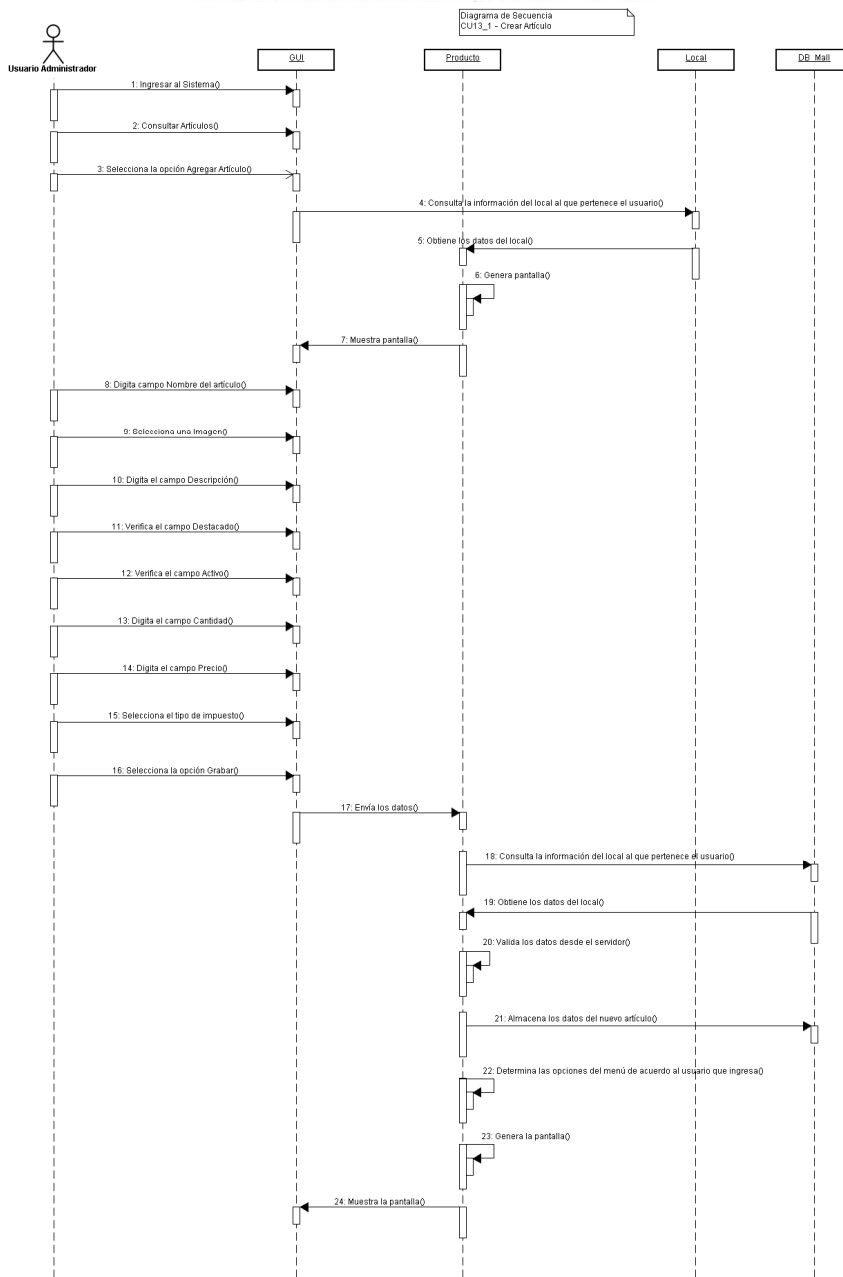 Diagrama de Secuencia
CU13_1 - Crear Artículo
Usuario Administrador
GUI
Producto
Local
DB_Mall
1: Ingresar al Sistema()
2: Consultar Artículos()
3: Selecciona la opción Agregar Artículo()
4: Consulta la información del local al que pertenece el usuario()
5: Obtiene los datos del local()
6: Genera pantalla()
7: Muestra pantalla()
8: Digita campo Nombre del artículo()
9: Selecciona una Imagen()
10: Digita el campo Descripción()
11: Verifica el campo Destacado()
12: Verifica el campo Activo()
13: Digita el campo Cantidad()
14: Digita el campo Precio()
15: Selecciona el tipo de impuesto()
16: Selecciona la opción Grabar()
17: Envía los datos()
18: Consulta la información del local al que pertenece el usuario()
19: Obtiene los datos del local()
20: Valida los datos desde el servidor()
21: Almacena los datos del nuevo artículo()
22: Determina las opciones del menú de acuerdo al usuario que ingresa()
23: Genera la pantalla()
24: Muestra la pantalla()